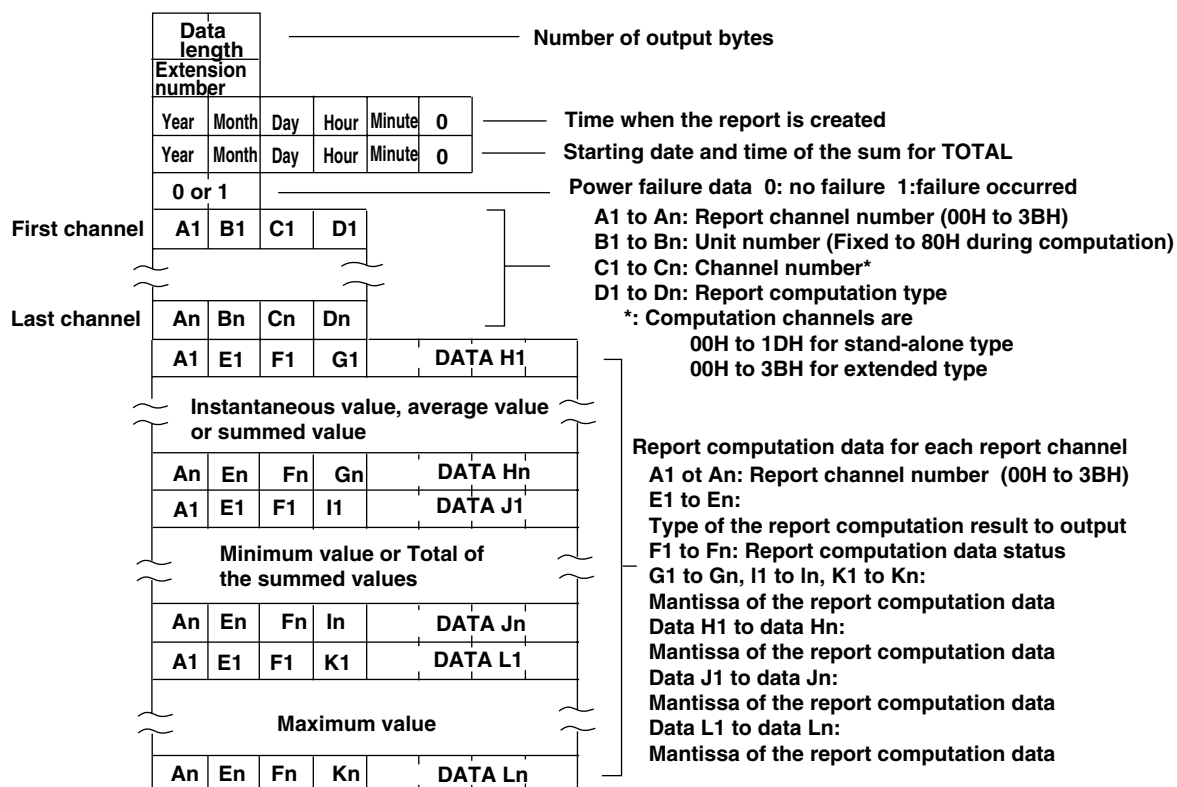 Data length
Number of output bytes
Extension number
Year Month Day Hour Minute 0
Time when the report is created
Year Month Day Hour Minute 0
Starting date and time of the sum for TOTAL
0 or 1
Power failure data 0: no failure 1:failure occurred
First channel A1 B1 C1 D1
A1 to An: Report channel number (00H to 3BH)
B1 to Bn: Unit number (Fixed to 80H during computation)
C1 to Cn: Channel number*
D1 to Dn: Report computation type
*: Computation channels are
00H to 1DH for stand-alone type
00H to 3BH for extended type
Last channel An Bn Cn Dn
A1 E1 F1 G1 DATA H1
Instantaneous value, average value
or summed value
An En Fn Gn DATA Hn
A1 E1 F1 I1 DATA J1
Minimum value or Total of
the summed values
An En Fn In DATA Jn
A1 E1 F1 K1 DATA L1
Maximum value
An En Fn Kn DATA Ln
Report computation data for each report channel
A1 ot An: Report channel number (00H to 3BH)
E1 to En:
Type of the report computation result to output
F1 to Fn: Report computation data status
G1 to Gn, I1 to In, K1 to Kn:
Mantissa of the report computation data
Data H1 to data Hn:
Mantissa of the report computation data
Data J1 to data Jn:
Mantissa of the report computation data
Data L1 to data Ln:
Mantissa of the report computation data